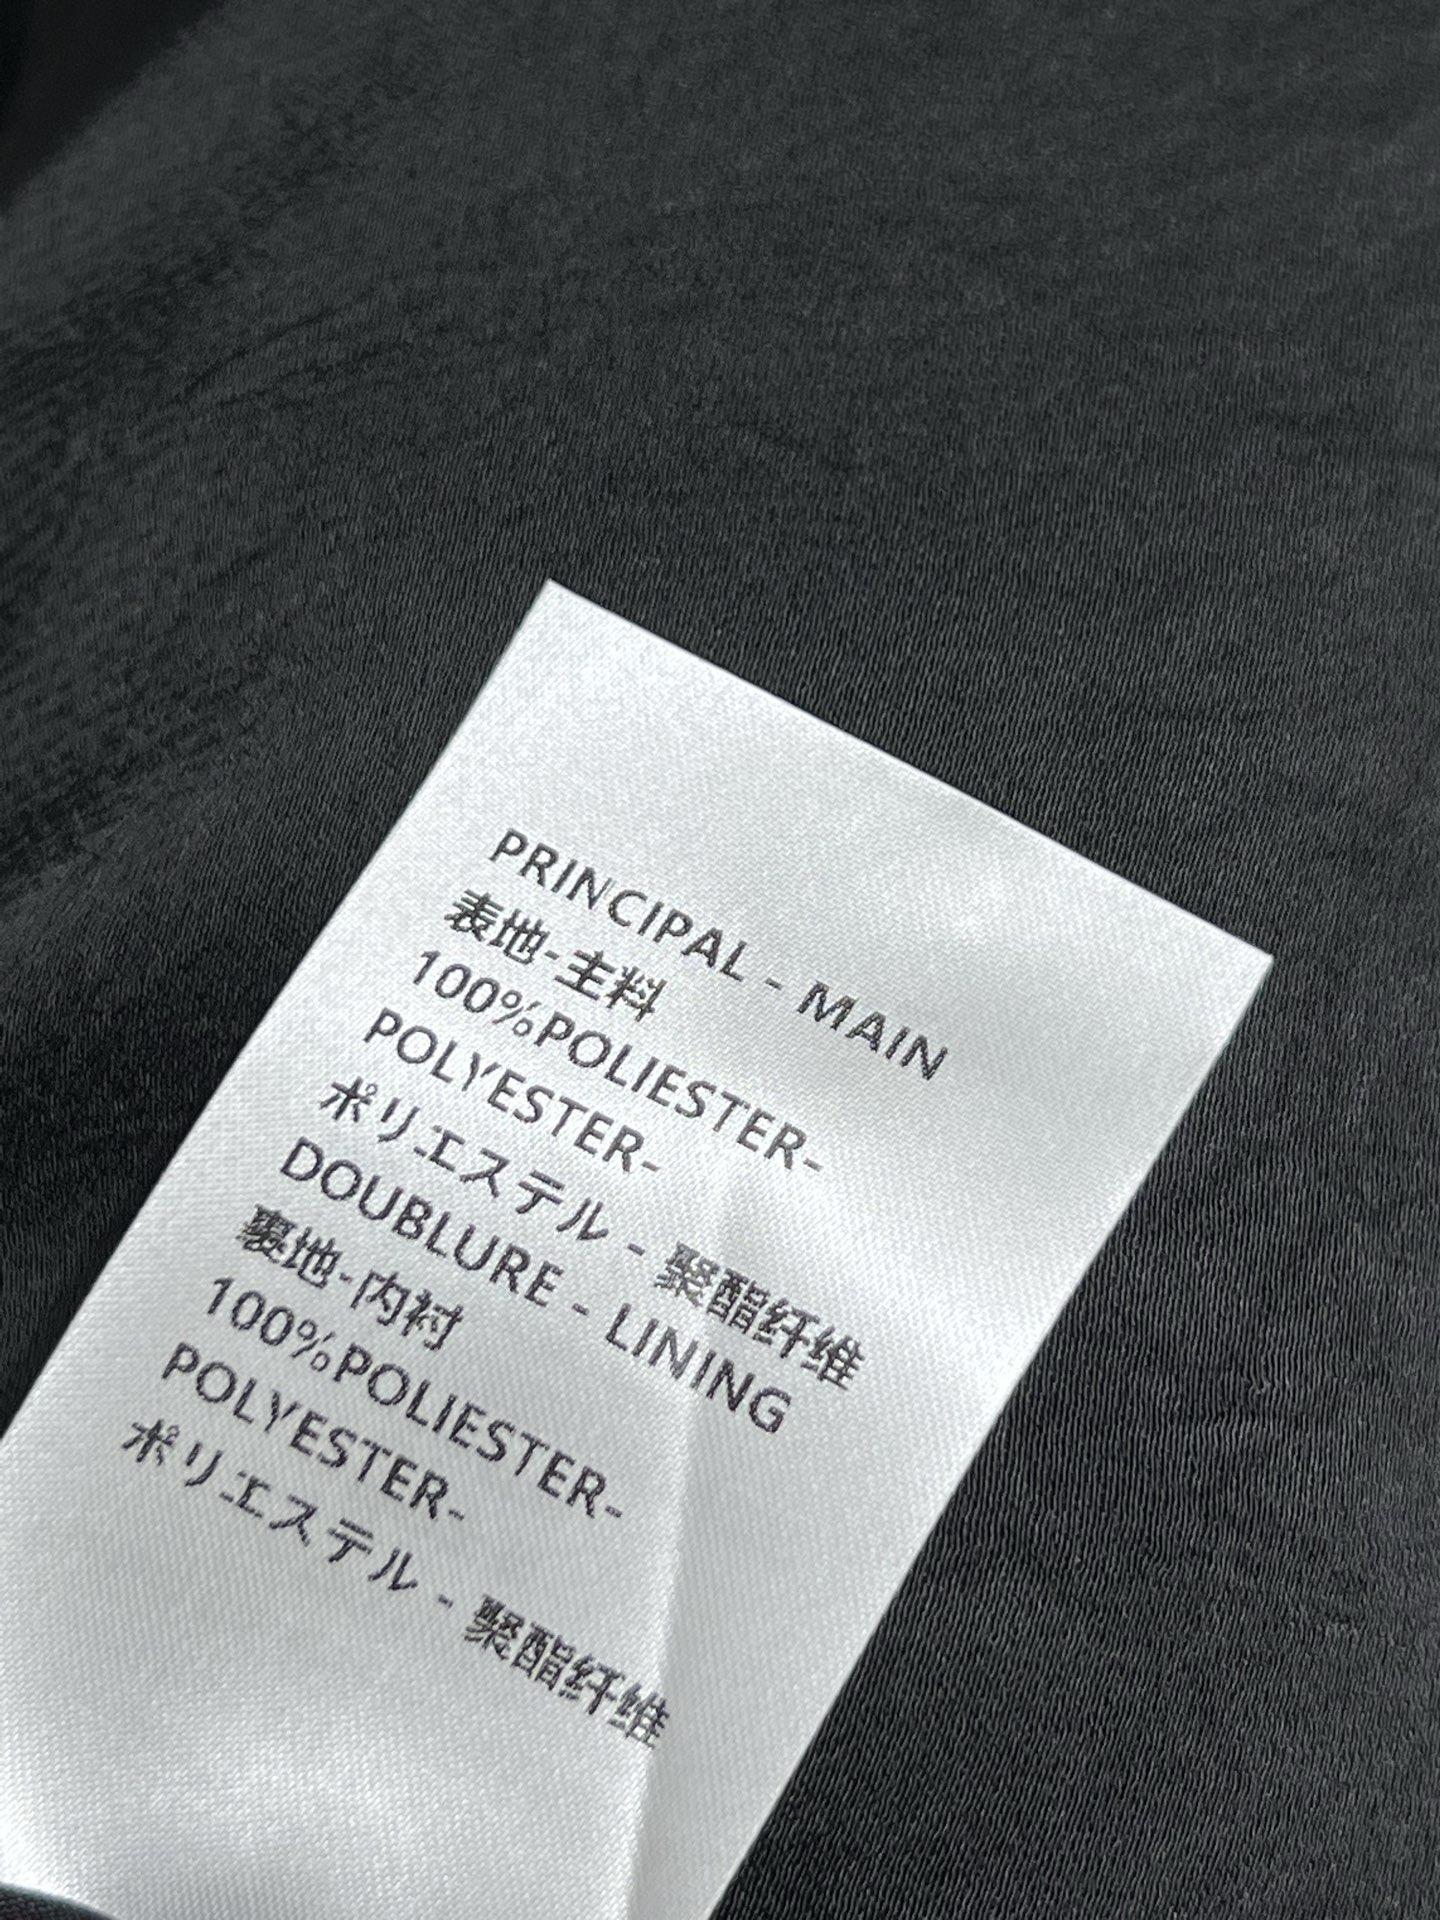 PRINCIPAL - MAIN
表地-主料
100%POLIESTER-
POLYESTER-
ポリエステル - 聚酯纤维
DOUBLURE - LINING
裏地-内衬
100%POLIESTER-
POLYESTER-
ポリエステル - 聚酯纤维